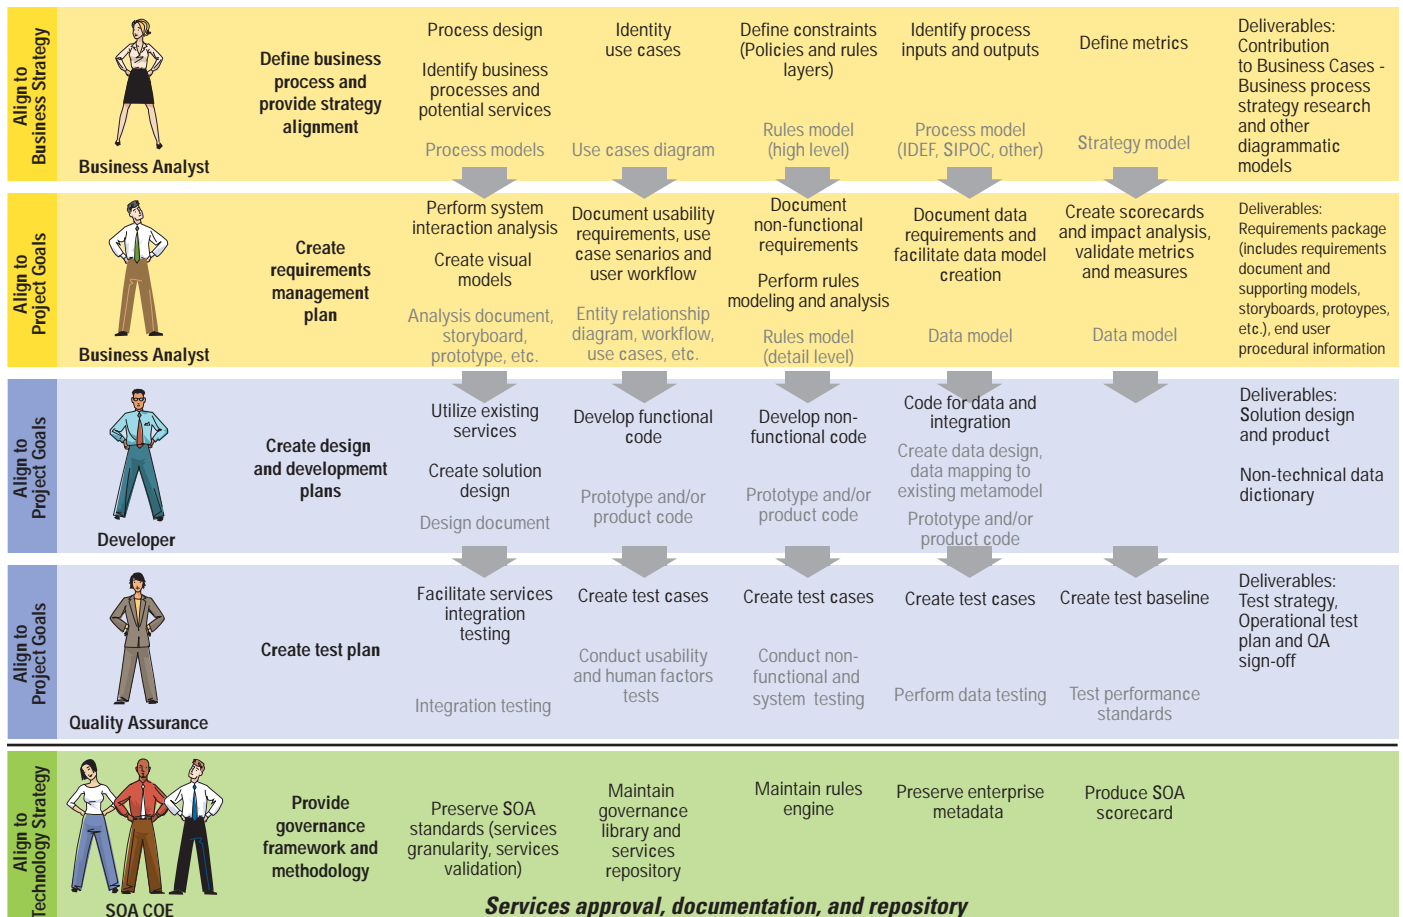 Align to
Business Strategy
Business Analyst
Define business
process and
provide strategy
alignment
Process design
Identify business
processes and
potential services
Process models
Identity
use cases
Use cases diagram
Define constraints
(Policies and rules
layers)
Rules model
(high level)
Identify process
inputs and outputs
Process model
(IDEF, SIPOC, other)
Define metrics
Strategy model
Deliverables:
Contribution
to Business Cases -
Business process
strategy research
and other
diagrammatic
models
Align to
Project Goals
Business Analyst
Create
requirements
management
plan
Perform system
interaction analysis
Create visual
models
Analysis document,
storyboard,
prototype, etc.
Document usability
requirements, use
case senarios and
user workflow
Entity relationship
diagram, workflow,
use cases, etc.
Document
non-functional
requirements
Perform rules
modeling and analysis
Rules model
(detail level)
Document data
requirements and
facilitate data model
creation
Data model
Create scorecards
and impact analysis,
validate metrics
and measures
Data model
Deliverables:
Requirements package
(includes requirements
document and
supporting models,
storyboards, protoypes,
etc.), end user
procedural information
Align to
Project Goals
Developer
Create design
and developmemt
plans
Utilize existing
services
Create solution
design
Design document
Develop functional
code
Prototype and/or
product code
Develop non-
functional code
Prototype and/or
product code
Code for data and
integration
Create data design,
data mapping to
existing metamodel
Prototype and/or
product code
Deliverables:
Solution design
and product
Non-technical data
dictionary
Align to
Project Goals
Quality Assurance
Create test plan
Facilitate services
integration
testing
Integration testing
Create test cases
Conduct usability
and human factors
tests
Create test cases
Conduct non-
functional and
system testing
Create test cases
Perform data testing
Create test baseline
Test performance
standards
Deliverables:
Test strategy,
Operational test
plan and QA
sign-off
Align to
Technology Strategy
SOA COE
Provide
governance
framework and
methodology
Preserve SOA
standards (services
granularity, services
validation)
Maintain
governance
library and
services
repository
Maintain rules
engine
Preserve enterprise
metadata
Produce SOA
scorecard
Services approval, documentation, and repository